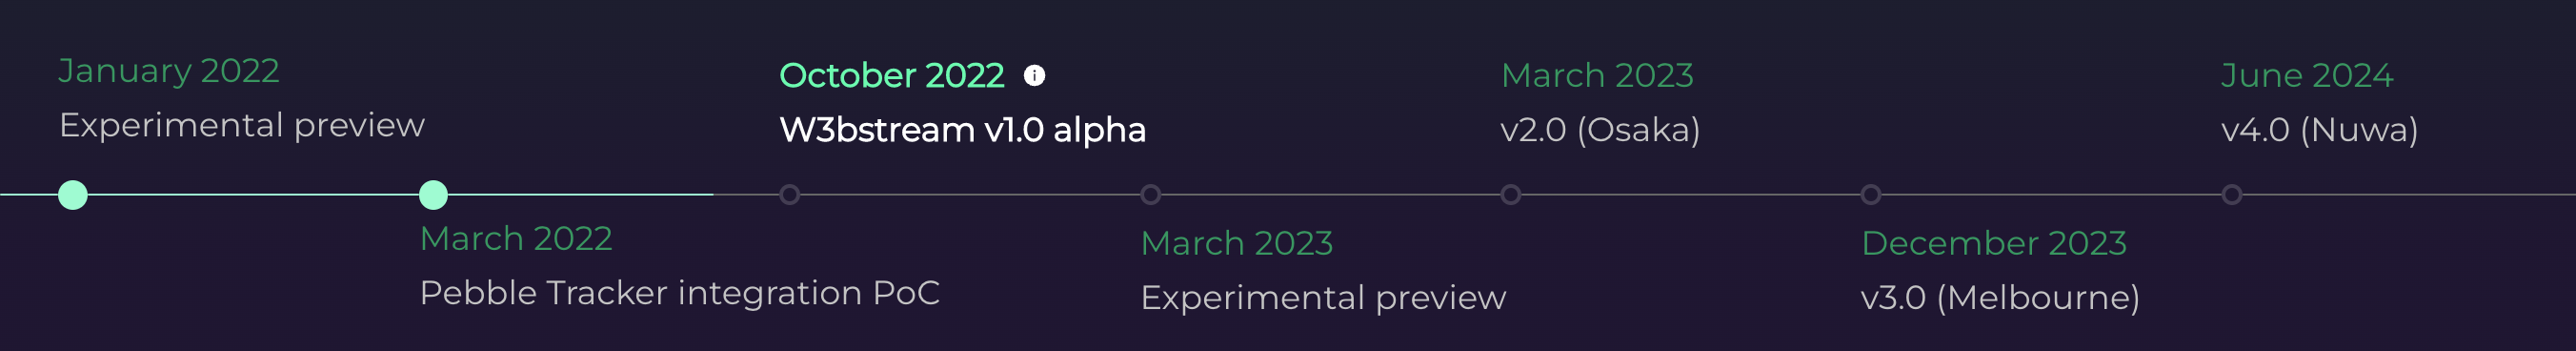 January 2022
Experimental preview
March 2022
Pebble Tracker integration PoC
October 2022
W3bstream v1.0 alpha
March 2023
Experimental preview
March 2023
v2.0 (Osaka)
December 2023
v3.0 (Melbourne)
June 2024
v4.0 (Nuwa)